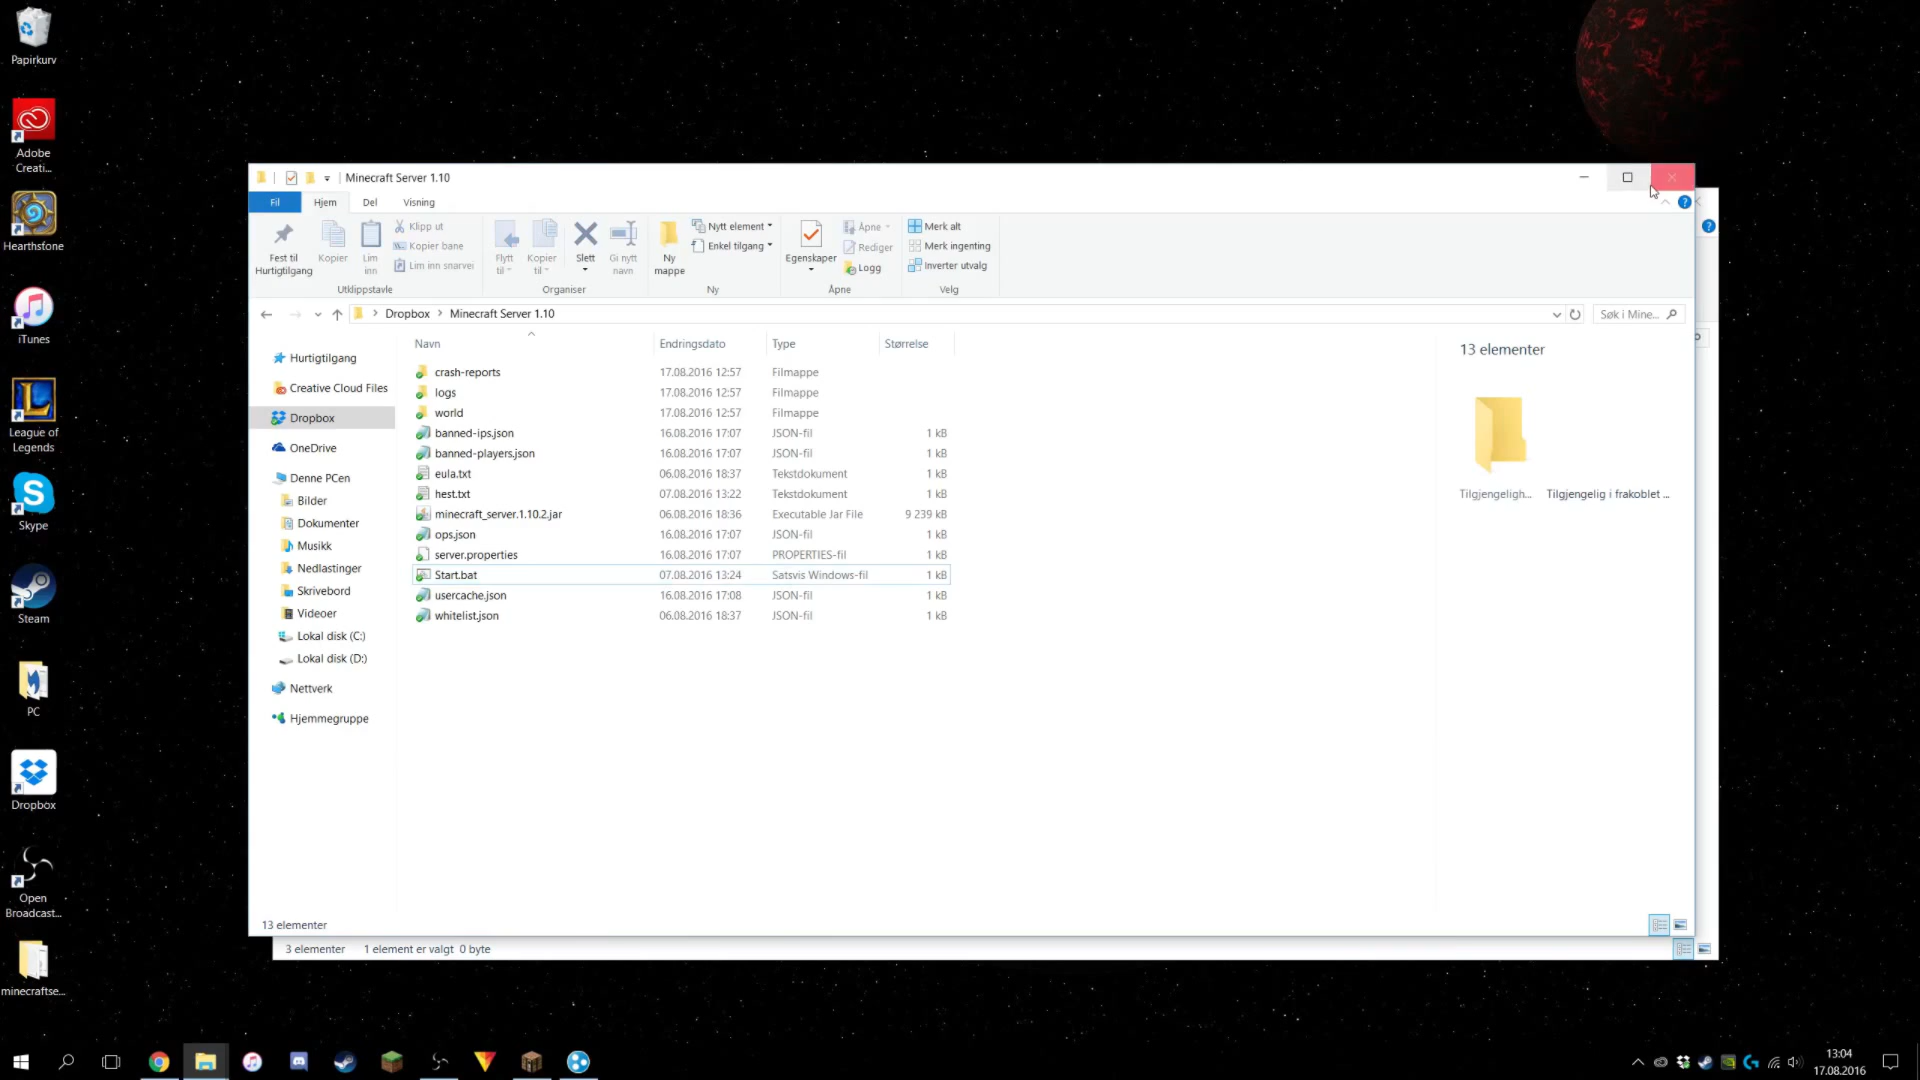 Papirkurv
Adobe
Creati...
Hearthsfone
iTunes
League of
Legends
Skype
Steam
PC
Dropbox
Open
Broadcast...
minecraftse...
Minecraft Server 1.10
Fil
Hjem
Del
Visning
Fest til
Hurtigtilgang
Kopier
Lim
inn
Klipp ut
Kopier bane
Lim inn snarvei
Utklippstavle
Flytt
til
Kopier
til
Slett
Gi nytt
navn
Organiser
Ny
mappe
Nytt element
Enkel tilgang
Ny
Egenskaper
Åpne
Rediger
Logg
Åpne
Merk alt
Merk ingenting
Inverter utvalg
Velg
Dropbox
Minecraft Server 1.10
Søk i Mine...
Hurtigtilgang
Creative Cloud Files
Dropbox
OneDrive
Denne PCen
Bilder
Dokumenter
Musikk
Nedlastinger
Skrivebord
Videoer
Lokal disk (C:)
Lokal disk (D:)
Nettverk
Hjemmegruppe
Navn Endringsdato Type Størrelse
crash-reports 17.08.2016 12:57 Filmappe
logs 17.08.2016 12:57 Filmappe
world 17.08.2016 12:57 Filmappe
banned-ips.json 16.08.2016 17:07 JSON-fil 1 kB
banned-players.json 16.08.2016 17:07 JSON-fil 1 kB
eula.txt 06.08.2016 18:37 Tekstdokument 1 kB
hest.txt 07.08.2016 13:22 Tekstdokument 1 kB
minecraft_server.1.10.2.jar 06.08.2016 18:36 Executable Jar File 9 239 kB
ops.json 16.08.2016 17:07 JSON-fil 1 kB
server.properties 16.08.2016 17:07 PROPERTIES-fil 1 kB
Start.bat 07.08.2016 13:24 Satsvis Windows-fil 1 kB
usercache.json 16.08.2016 17:08 JSON-fil 1 kB
whitelist.json 06.08.2016 18:37 JSON-fil 1 kB
13 elementer
Tilgjengeligh... Tilgjengelig i frakoblet ...
13 elementer
3 elementer 1 element er valgt 0 byte
13:04
17.08.2016